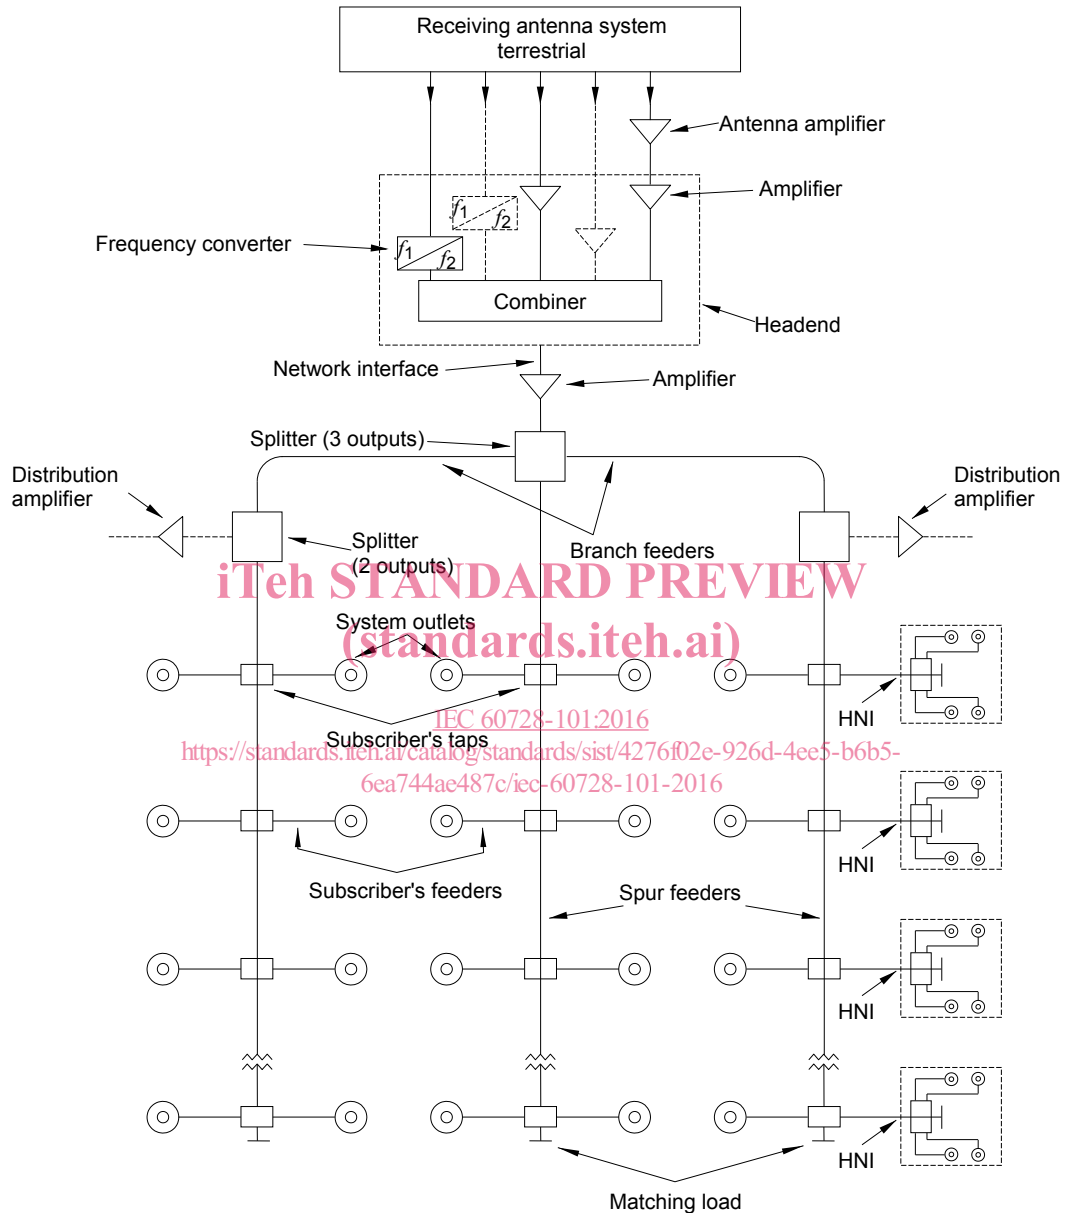 Receiving antenna system
terrestrial
Antenna amplifier
Amplifier
f1
f2
Frequency converter
f1
f2
Combiner
Headend
Network interface
Amplifier
Splitter (3 outputs)
Distribution
amplifier
Distribution
amplifier
Splitter
(2 outputs)
Branch feeders
iTeh STANDARD PREVIEW
(standards.iteh.ai)
System outlets
HNI
IEC 60728-101:2016
Subscriber's taps
https://standards.iteh.ai/catalog/standards/sist/4276f02e-926d-4ee5-b6b5-
6ea744ae487c/iec-60728-101-2016
HNI
Subscriber's feeders
Spur feeders
HNI
HNI
Matching load